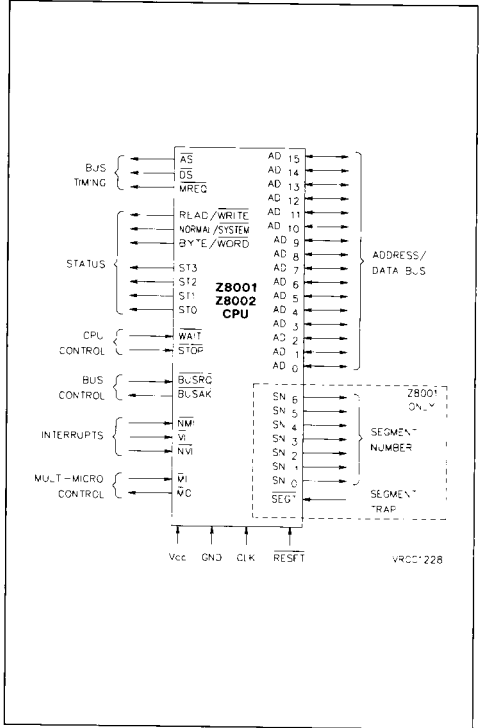 BUS TIMING
AS
DS
MREQ
STATUS
READ/WRITE
NORMAL/SYSTEM
BYTE/WORD
ST3
ST2
ST1
ST0
CPU CONTROL
WAIT
STOP
BUS CONTROL
BUSRQ
BUSAK
INTERRUPTS
NMI
VI
NVI
MULT-MICRO CONTROL
MI
MO
Z8001
Z8002
CPU
AD 15
AD 14
AD 13
AD 12
AD 11
AD 10
AD 9
AD 8
AD 7
AD 6
AD 5
AD 4
AD 3
AD 2
AD 1
AD 0
ADDRESS/
DATA BUS
Z8001
ONLY
SN 6
SN 5
SN 4
SN 3
SN 2
SN 1
SN 0
SEGMENT
NUMBER
SEGT
SEGMENT
TRAP
Vcc GND CLK RESET
VRCC1228